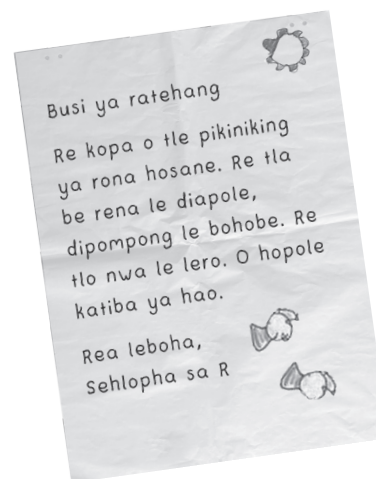 Busi ya ratehang
Re kopa o tle pikiniking
ya rona hosane. Re tla
be rena le diapole,
dipompong le bohobe. Re
tlo nwa le lero. O hopole
katiba ya hao.
Rea leboha,
Sehlopha sa R